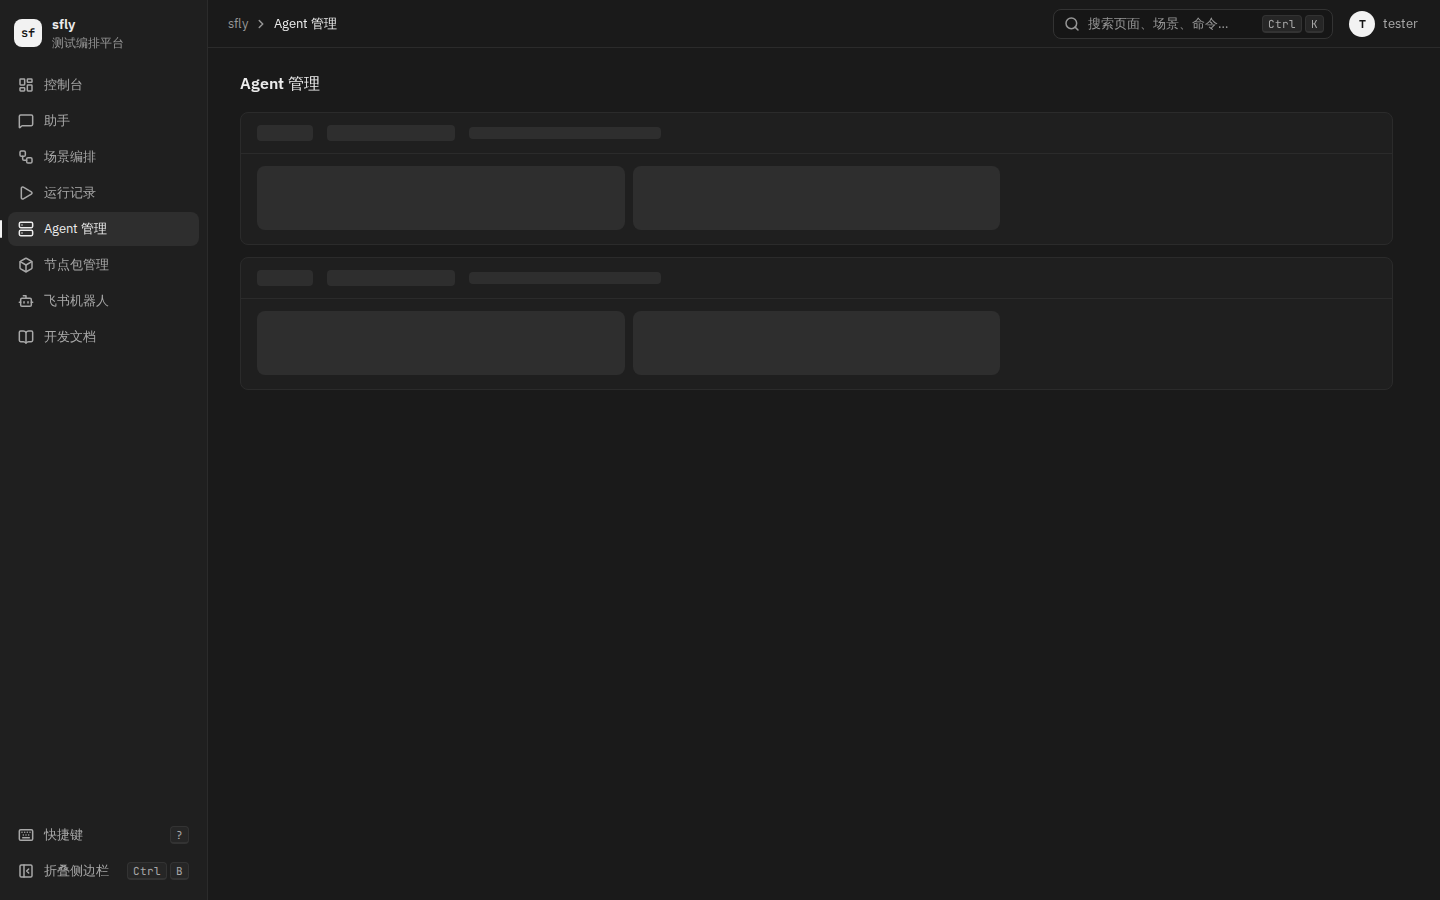 sf
sfly
测试编排平台
控制台
助手
场景编排
运行记录
Agent 管理
节点包管理
飞书机器人
开发文档
快捷键 ?
折叠侧边栏 Ctrl B
sfly > Agent 管理
搜索页面、场景、命令... Ctrl K
T tester
Agent 管理